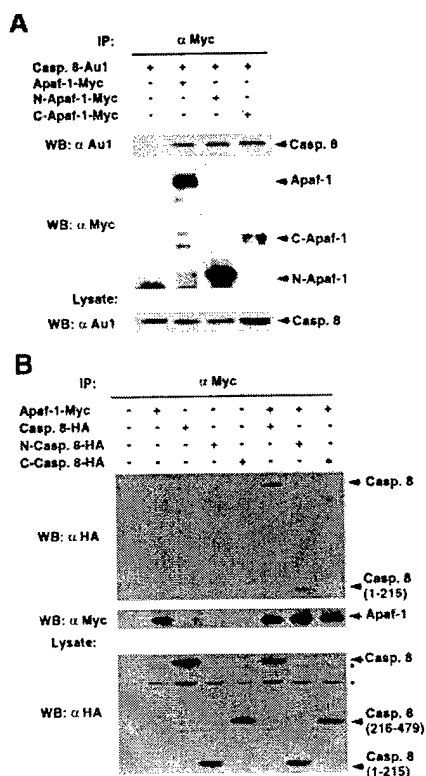 A
IP: α Myc
Casp. 8-Au1 + + + +
Apaf-1-Myc - + - -
N-Apaf-1-Myc - - + -
C-Apaf-1-Myc - - - +
WB: α Au1 Casp. 8
Apaf-1
WB: α Myc C-Apaf-1
N-Apaf-1
Lysate:
WB: α Au1 Casp. 8
B
IP: α Myc
Apaf-1-Myc - + - - - + + +
Casp. 8-HA - - + - - + - -
N-Casp. 8-HA - - - + - - + -
C-Casp. 8-HA - - - - + - - +
Casp. 8
WB: α HA
Casp. 8
(1-215)
WB: α Myc Apaf-1
Lysate:
Casp. 8
*
*
WB: α HA Casp. 8
(216-479)
Casp. 8
(1-215)